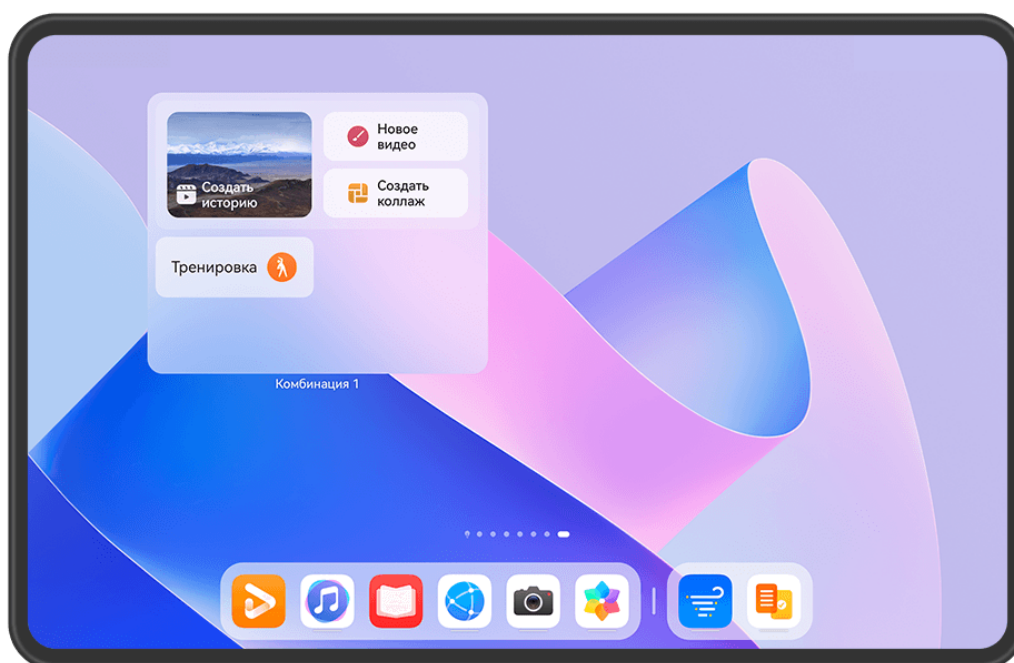 Создать
историю
Новое
видео
Создать
коллаж
Тренировка
Комбинация 1